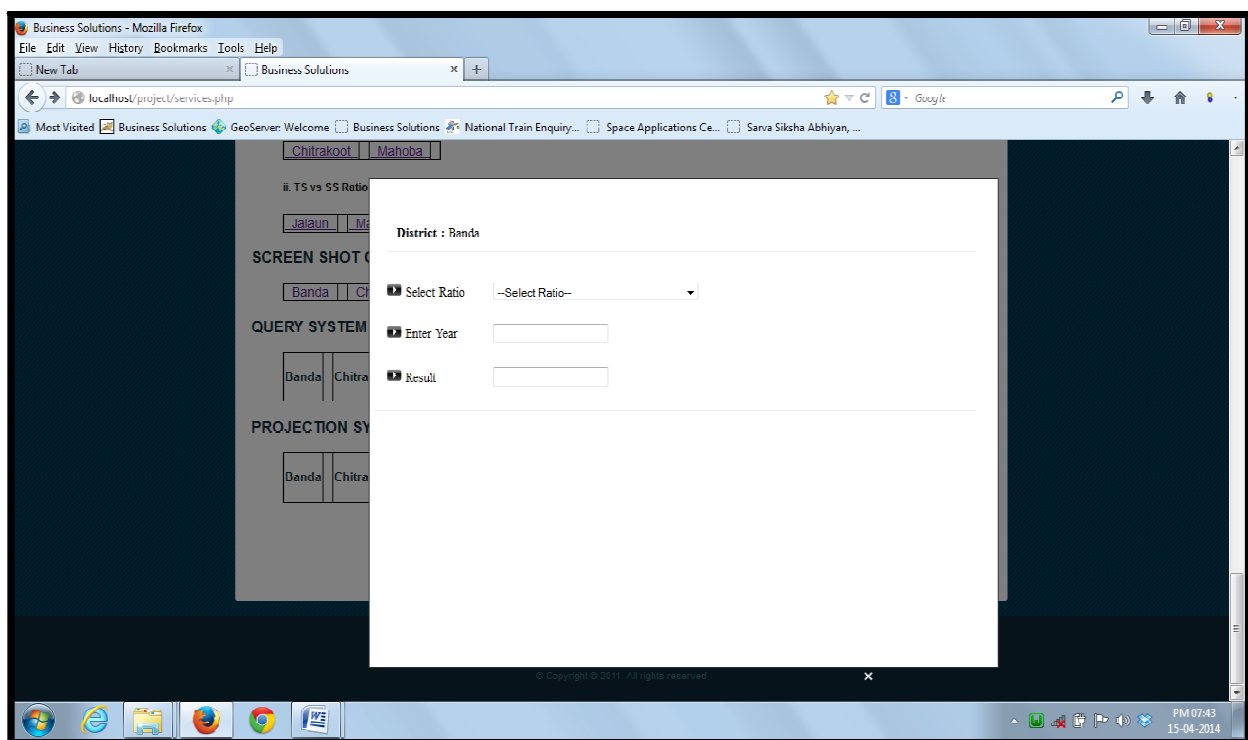 Business Solutions - Mozilla Firefox
File Edit View History Bookmarks Tools Help
New Tab
Business Solutions
localhost/project/services.php
Google
Most Visited Business Solutions GeoServer: Welcome Business Solutions National Train Enquiry... Space Applications Ce... Sarva Siksha Abhiyan, ...
Chitrakoot Mahoba
ii. TS vs SS Ratio
Jalaun Ma
SCREEN SHOT
Banda Ch
QUERY SYSTEM
Banda Chitra
PROJECTION SY
Banda Chitra
District : Banda
Select Ratio --Select Ratio--
Enter Year
Result
© Copyright © 2011. All rights reserved
PM 07:43
15-04-2014